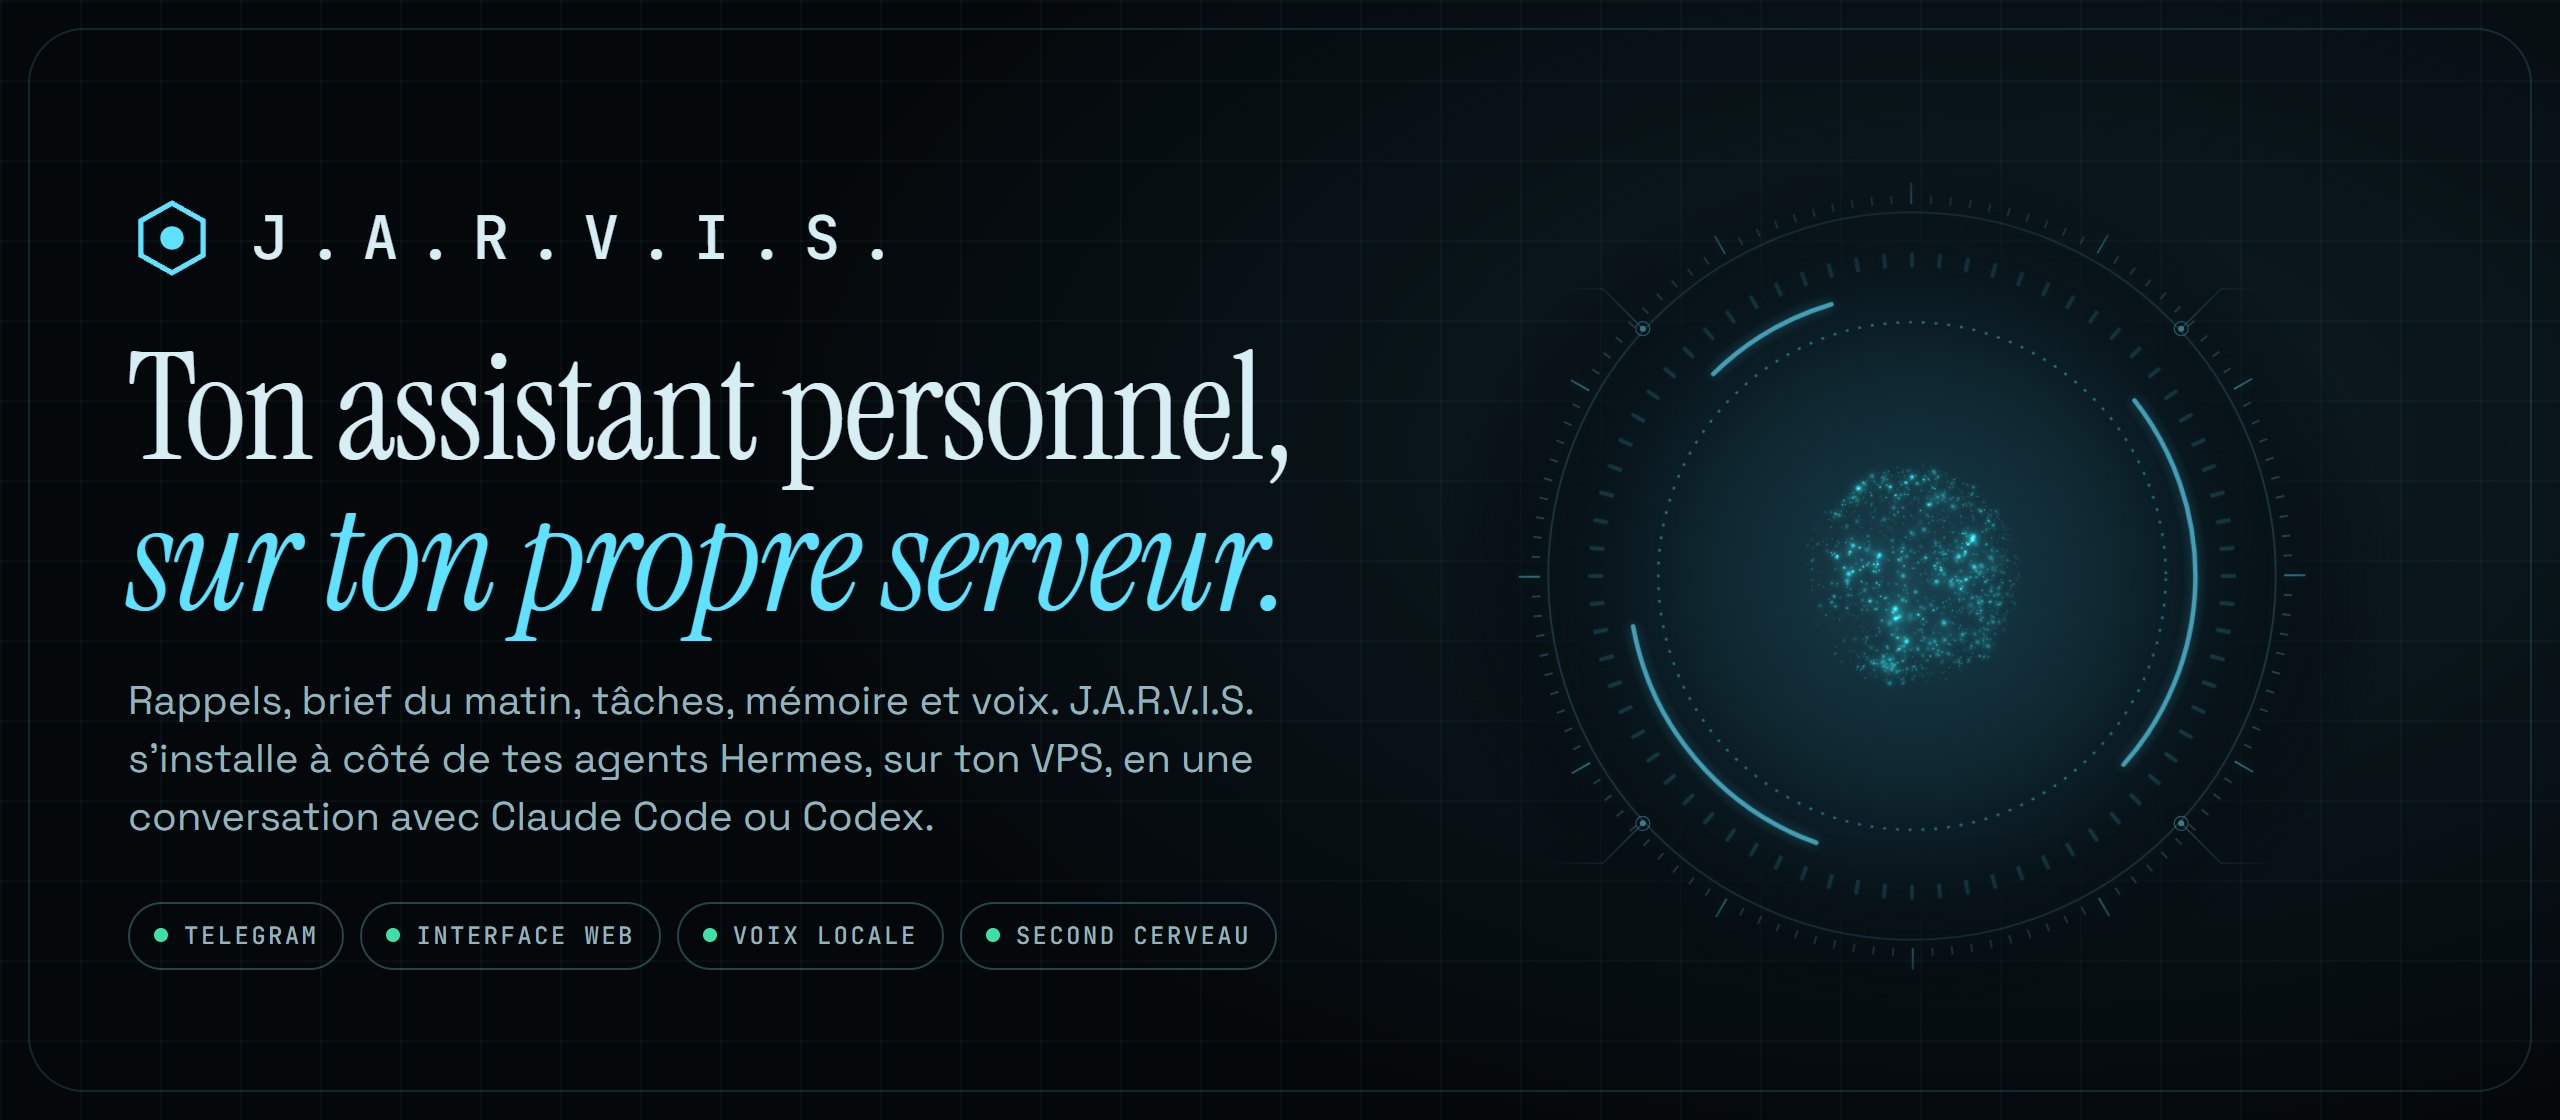 J.A.R.V.I.S.
Ton assistant personnel,
sur ton propre serveur.
Rappels, brief du matin, tâches, mémoire et voix. J.A.R.V.I.S.
s’installe à côté de tes agents Hermes, sur ton VPS, en une
conversation avec Claude Code ou Codex.
TELEGRAM
INTERFACE WEB
VOIX LOCALE
SECOND CERVEAU